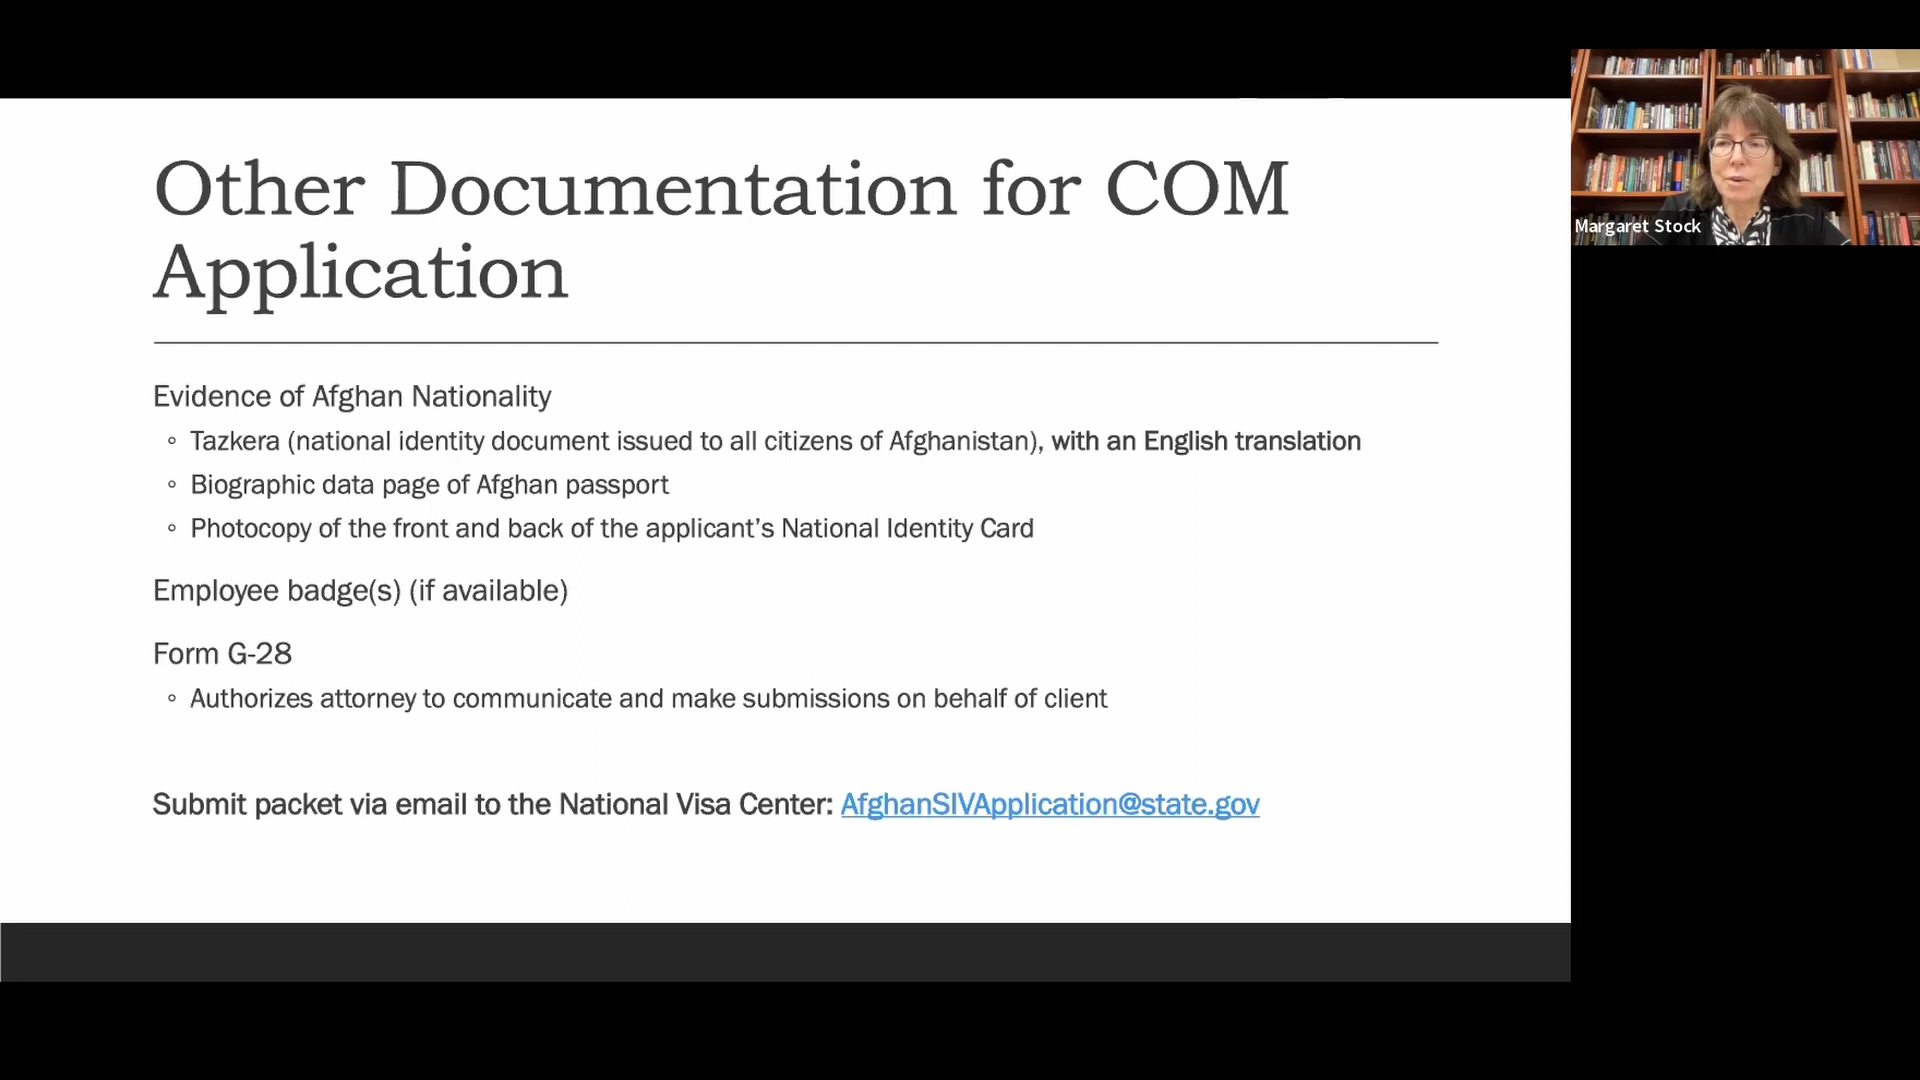 Other Documentation for COM
Application
Evidence of Afghan Nationality
◦ Tazkera (national identity document issued to all citizens of Afghanistan), with an English translation
◦ Biographic data page of Afghan passport
◦ Photocopy of the front and back of the applicant’s National Identity Card
Employee badge(s) (if available)
Form G-28
◦ Authorizes attorney to communicate and make submissions on behalf of client
Submit packet via email to the National Visa Center: AfghanSIVApplication@state.gov
Margaret Stock